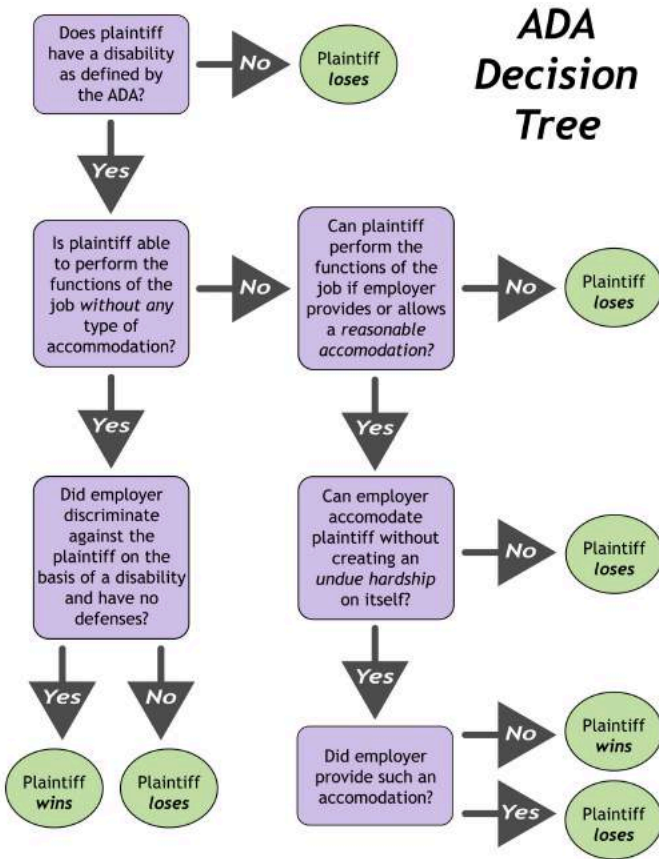 ADA
Decision
Tree
Does plaintiff
have a disability
as defined by
the ADA?
No
Plaintiff
loses
Yes
Is plaintiff able
to perform the
functions of the
job without any
type of
accommodation?
No
Can plaintiff
perform the
functions of the
job if employer
provides or allows
a reasonable
accomodation?
No
Plaintiff
loses
Yes
Yes
Did employer
discriminate
against the
plaintiff on the
basis of a disability
and have no
defenses?
Can employer
accomodate
plaintiff without
creating an
undue hardship
on itself?
No
Plaintiff
loses
Yes
No
Yes
Plaintiff
wins
Plaintiff
loses
Did employer
provide such an
accomodation?
No
Plaintiff
wins
Yes
Plaintiff
loses